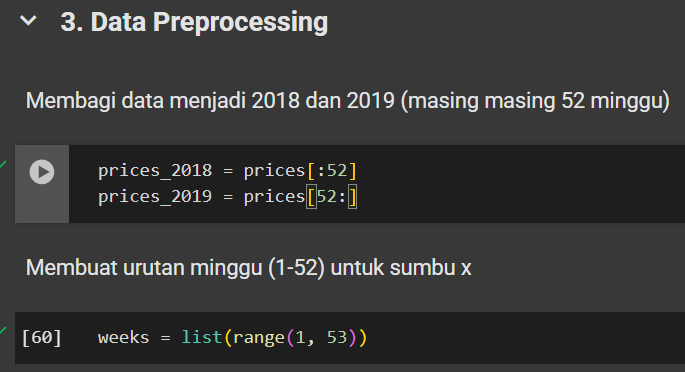 3. Data Preprocessing
Membagi data menjadi 2018 dan 2019 (masing masing 52 minggu)
prices_2018 = prices[:52]
prices_2019 = prices[52:]
Membuat urutan minggu (1-52) untuk sumbu x
[60] weeks = list(range(1, 53))